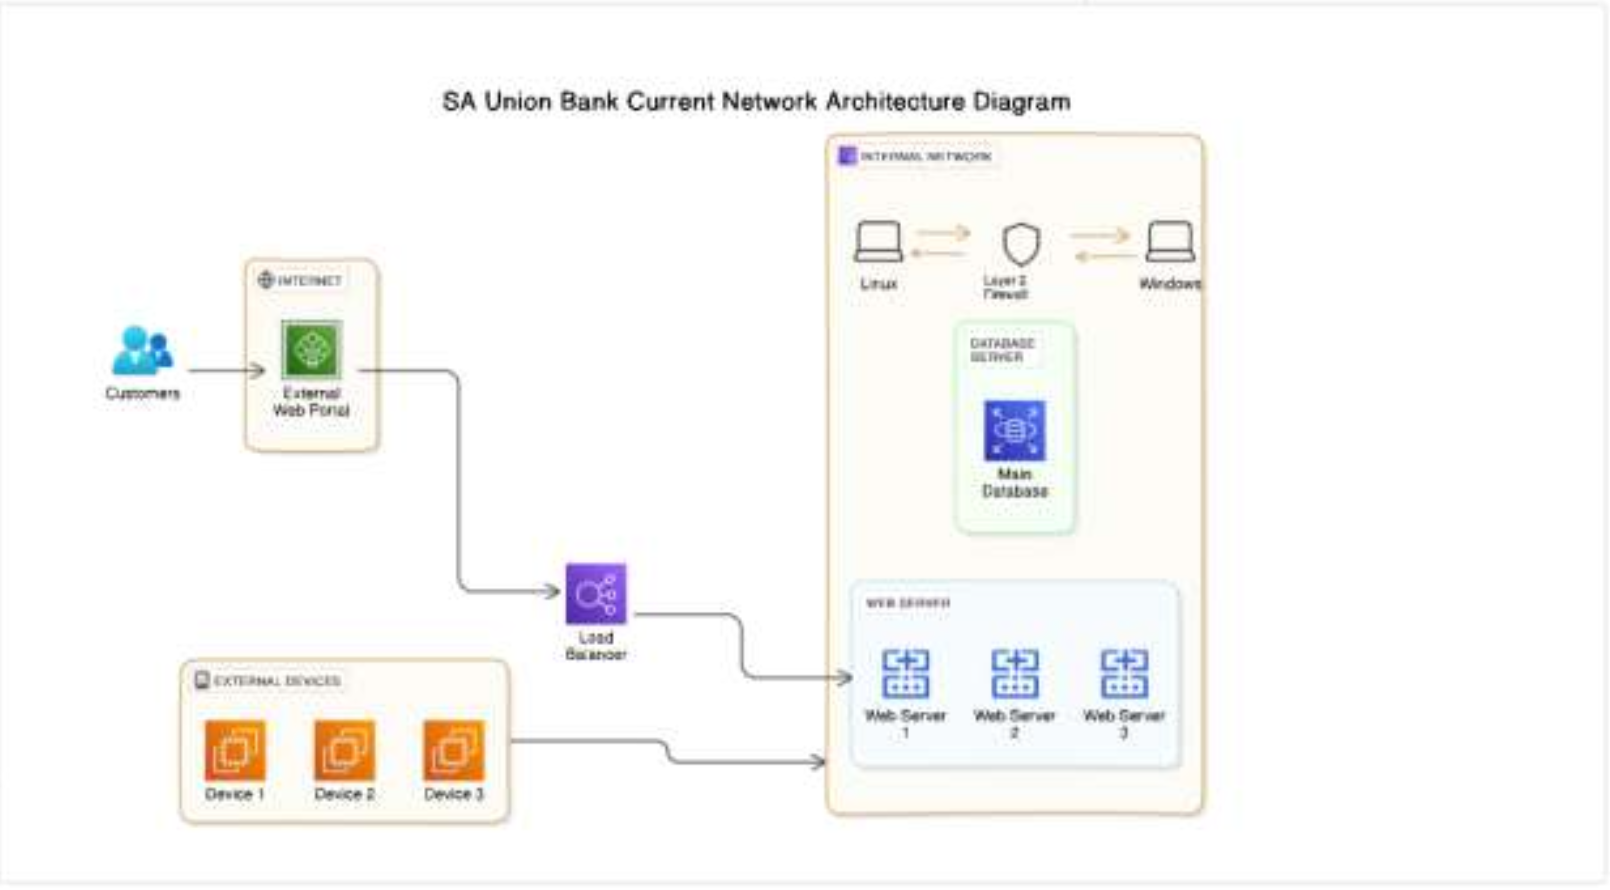 SA Union Bank Current Network Architecture Diagram
INTERNAL NETWORK
Linux
Layer 2
Firewall
Windows
INTERNET
DATABASE
SERVER
Customers
External
Web Portal
Main
Database
WEB SERVER
Load
Balancer
EXTERNAL DEVICES
Web Server
1
Web Server
2
Web Server
3
Device 1
Device 2
Device 3